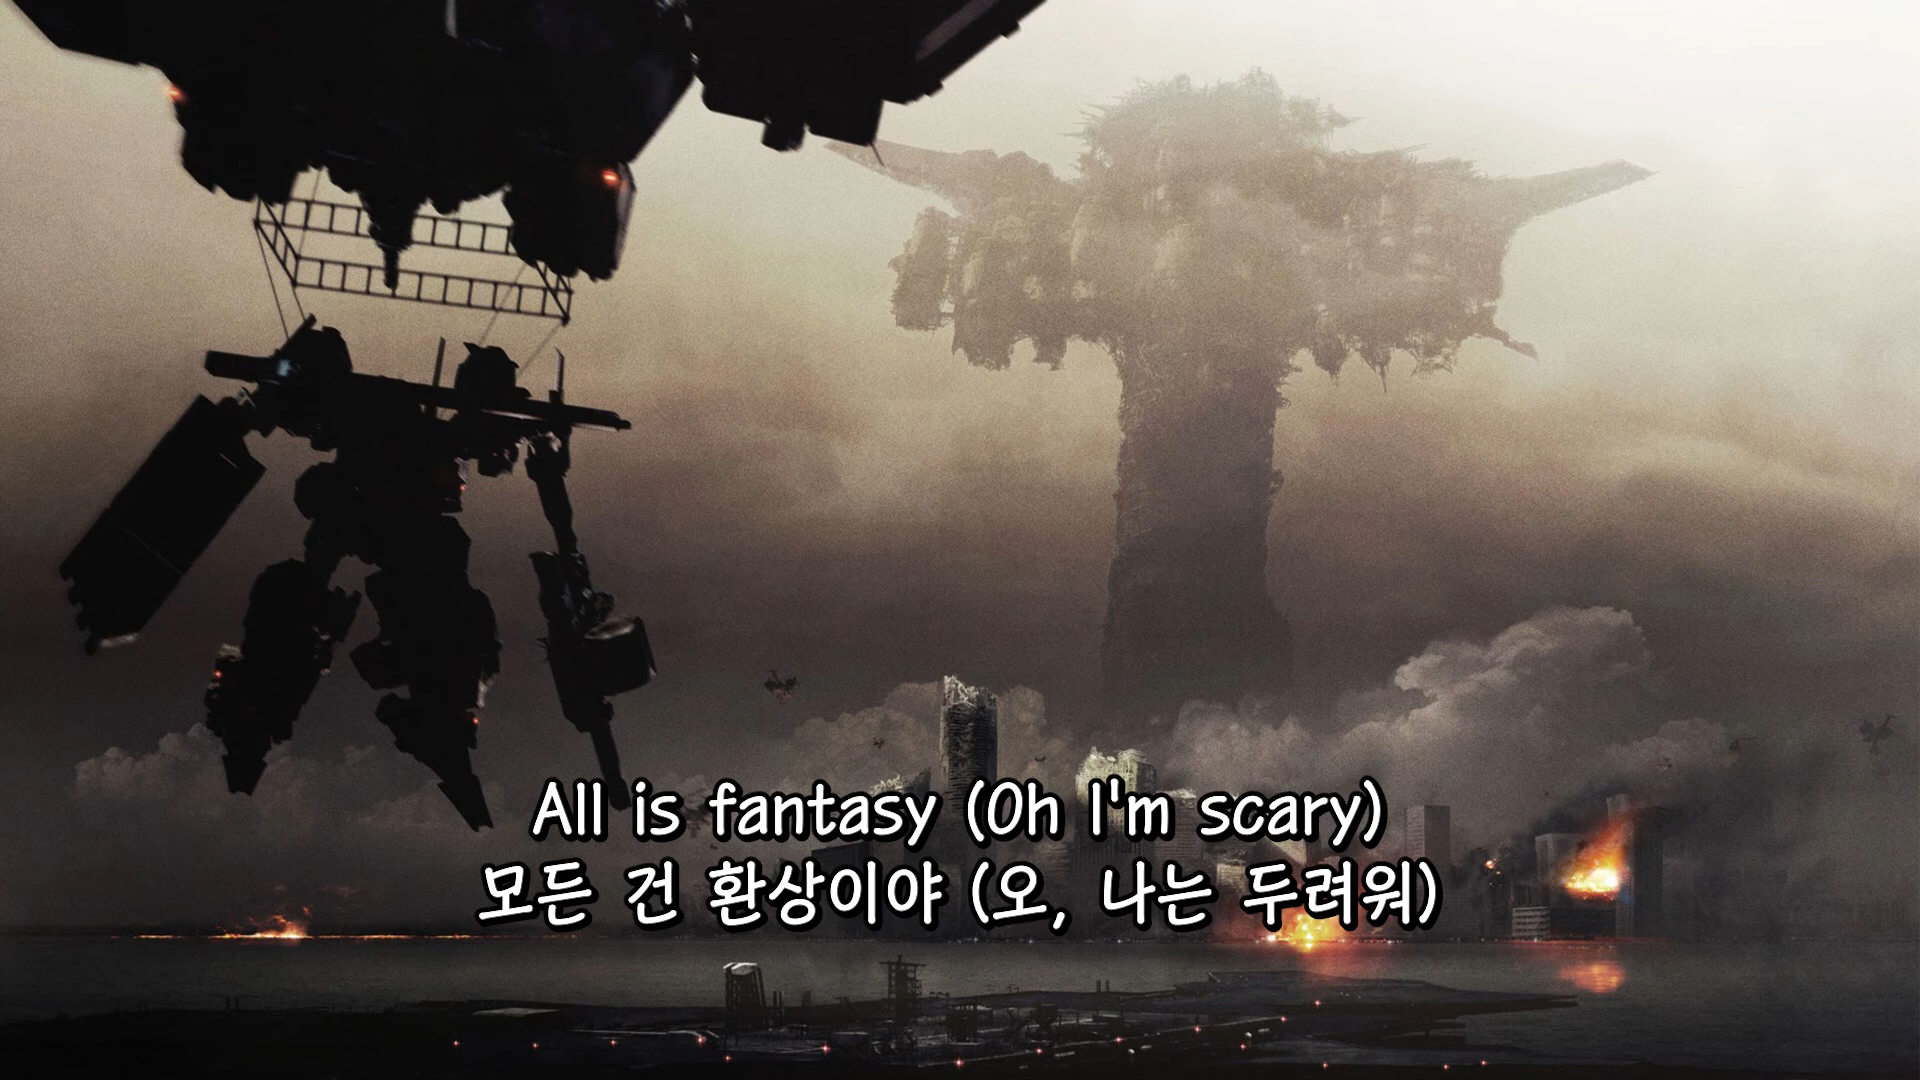 All is fantasy (Oh I'm scary)
모든 건 환상이야 (오, 나는 두려워)